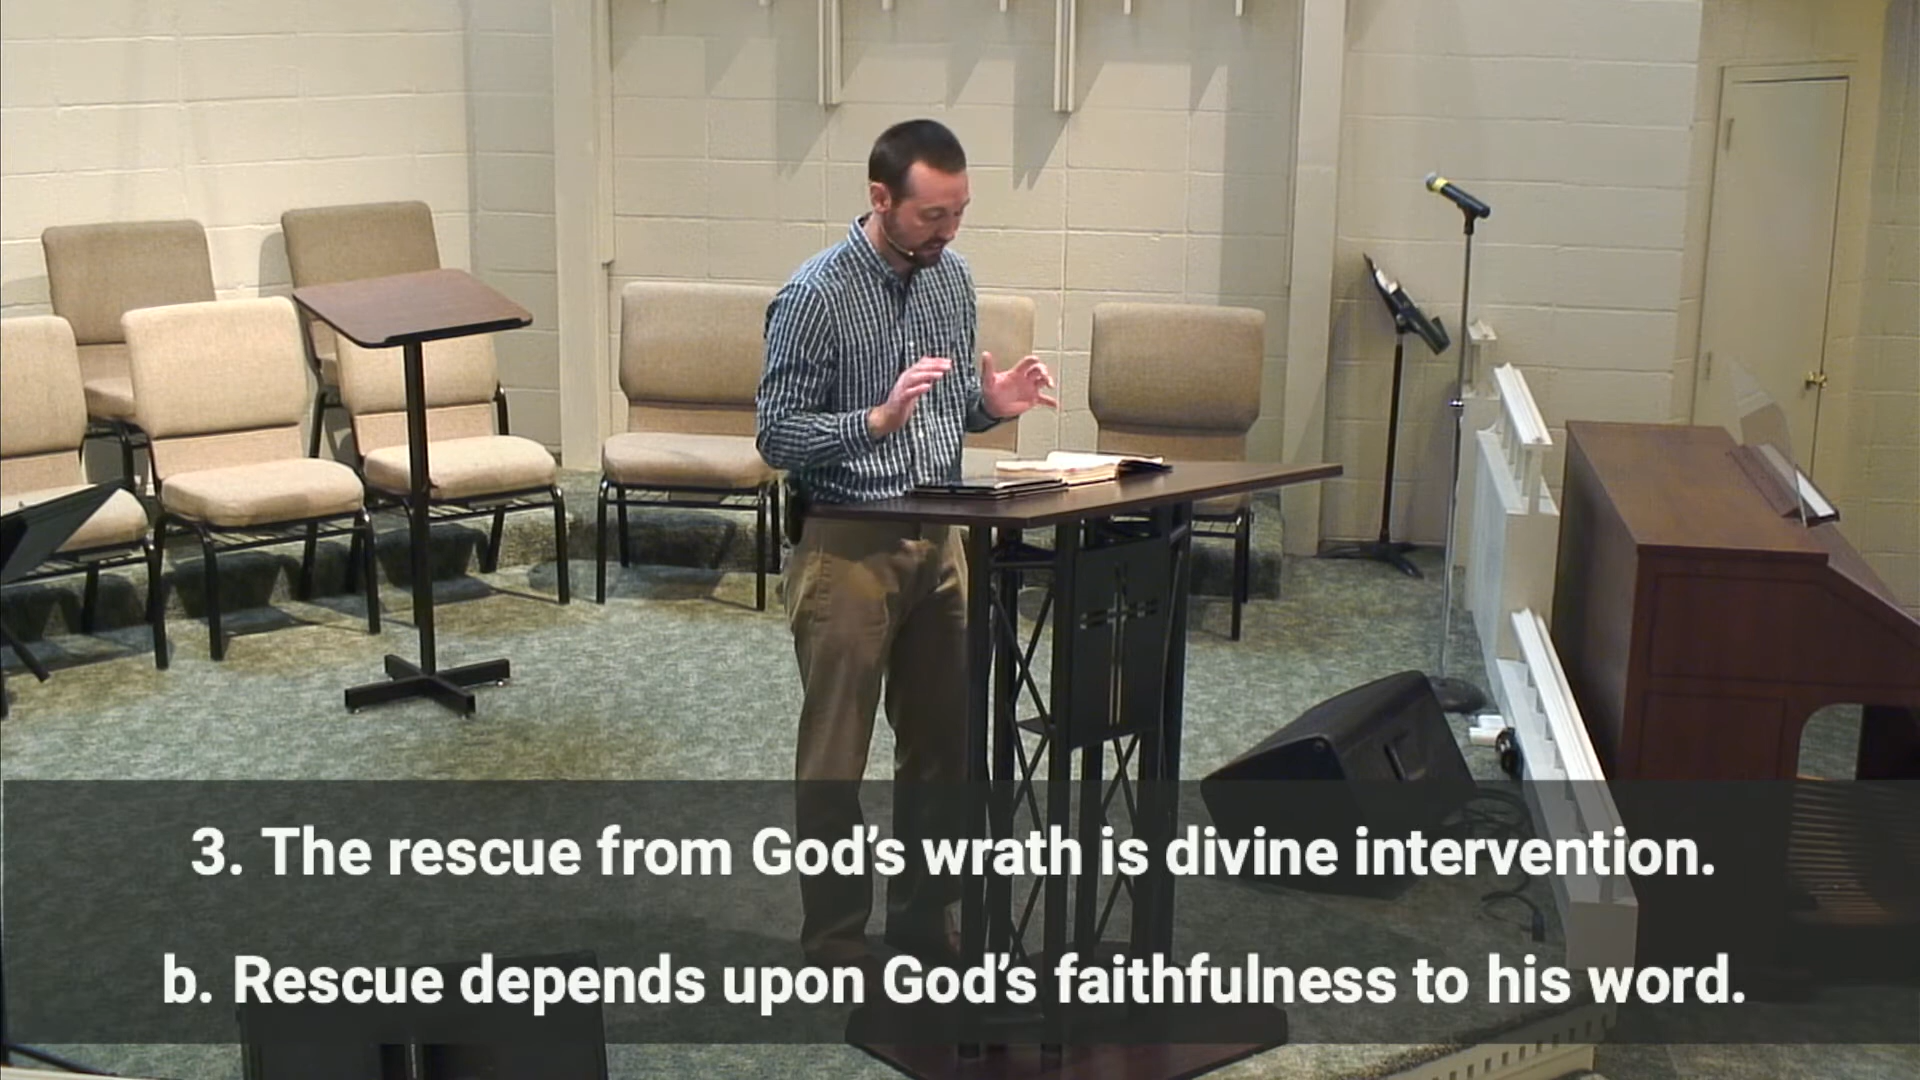 3. The rescue from God’s wrath is divine intervention.
b. Rescue depends upon God’s faithfulness to his word.